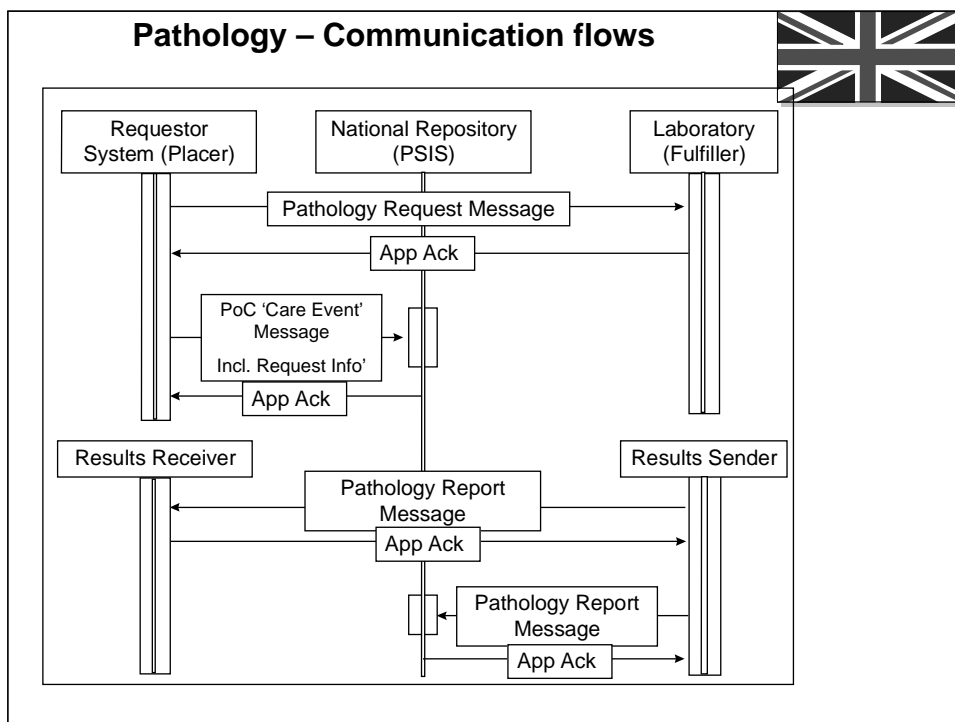 Pathology – Communication flows
Requestor
System (Placer)
National Repository
(PSIS)
Laboratory
(Fulfiller)
Pathology Request Message
App Ack
PoC ‘Care Event’
Message
Incl. Request Info’
App Ack
Results Receiver
Results Sender
Pathology Report
Message
App Ack
Pathology Report
Message
App Ack